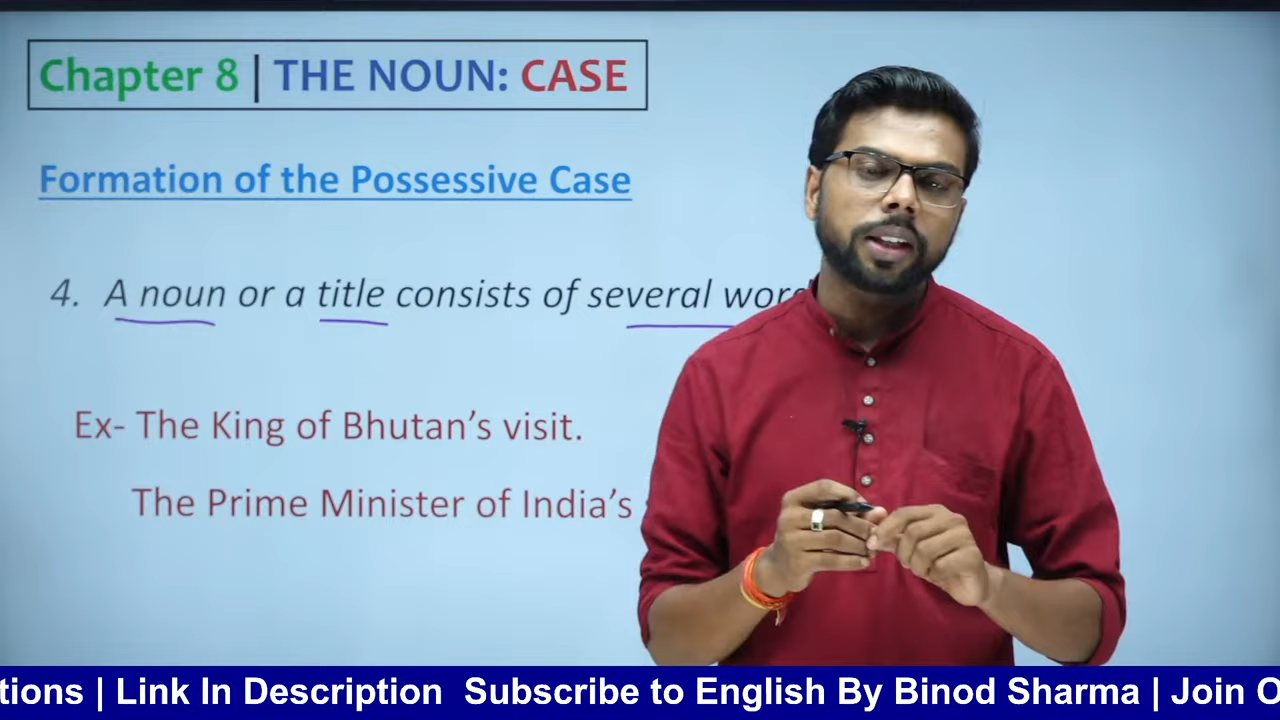 Chapter 8 | THE NOUN: CASE
Formation of the Possessive Case
4. A noun or a title consists of several
Ex- The King of Bhutan's visit.
The Prime Minister of India's
tions | Link In Description Subscribe to English By Binod Sharma | Join